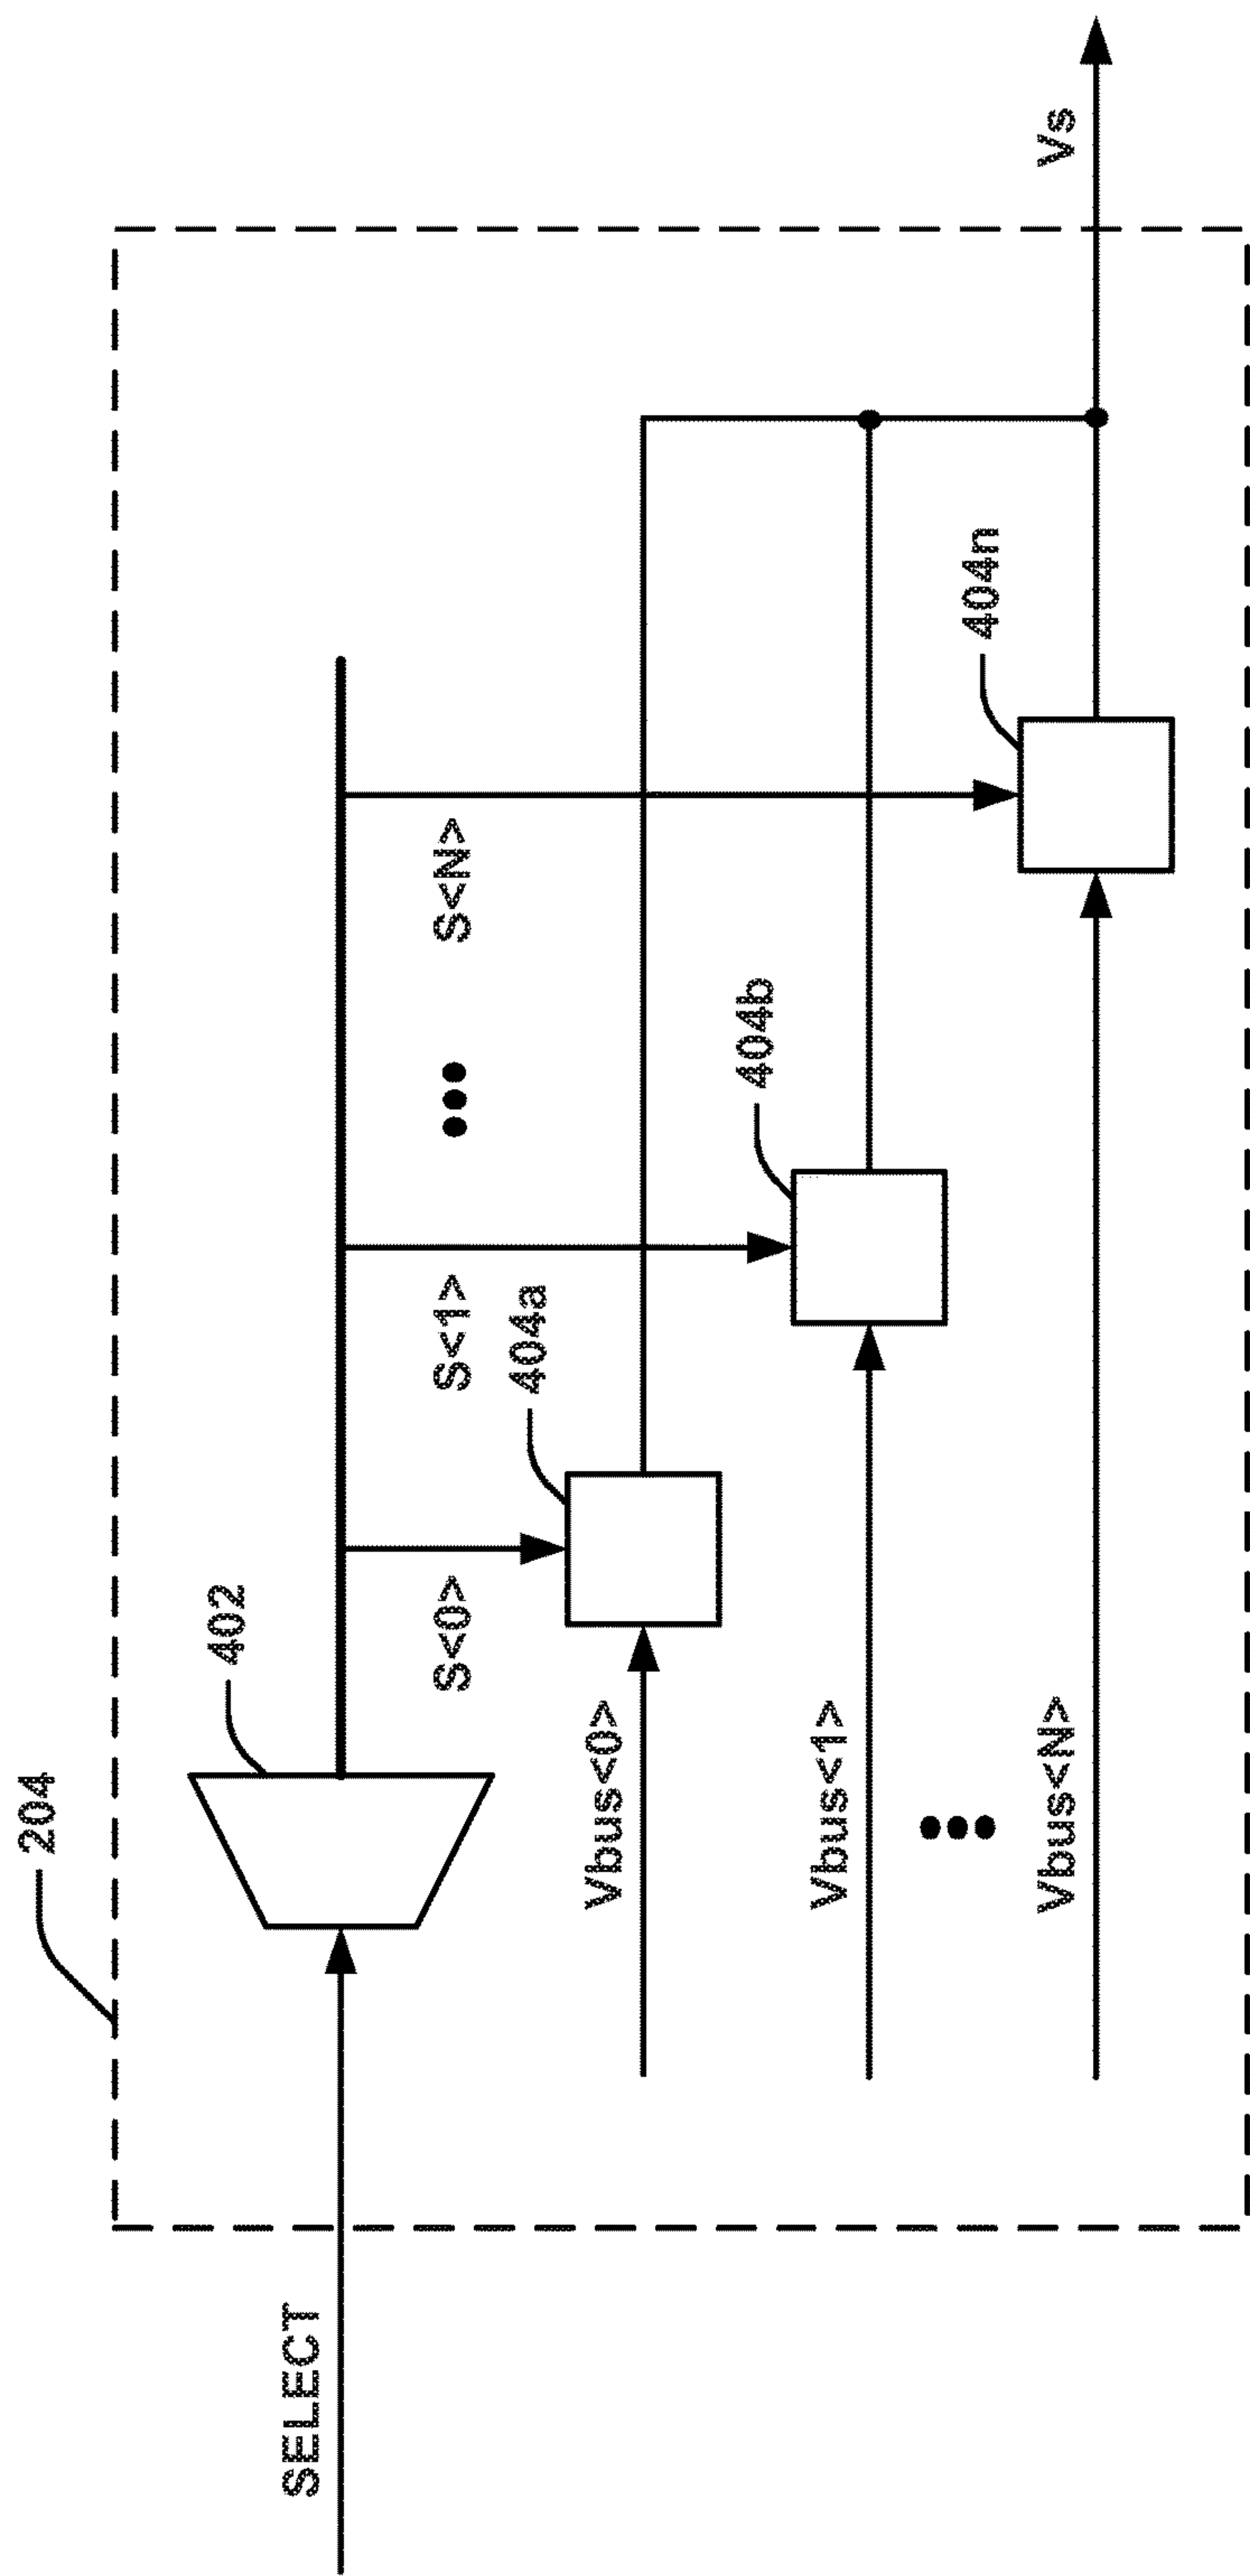 204
402
SELECT
S<0>
S<1>
S<N>
404a
Vbus<0>
404b
Vbus<1>
404n
Vbus<N>
Vs